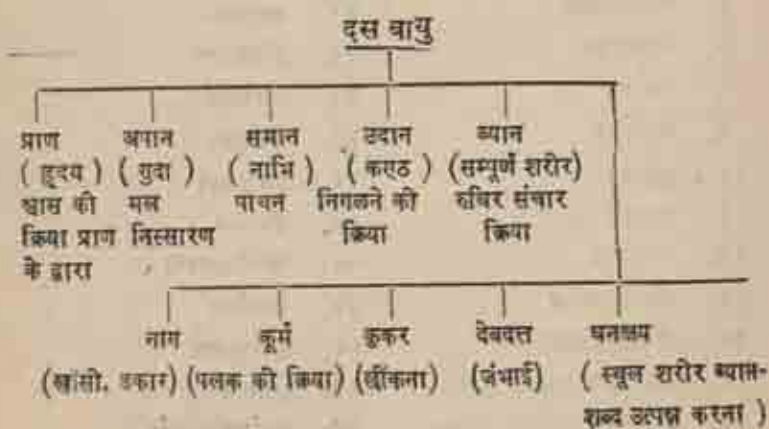 दस वायु
प्राण अपान समान उदान ब्यान
( हृदय ) ( गुदा ) ( नाभि ) ( कण्ठ ) (सम्पूर्ण शरीर)
श्वास की मल पाचन निगलने की रुधिर संचार
क्रिया प्राण निस्सारण क्रिया क्रिया
के द्वारा
नाग कूर्म कृकर देवदत्त धनञ्जय
(खांसी. डकार) (पलक की क्रिया) (छींकना) (जंभाई) ( स्थूल शरीर ब्याप्त-
शब्द उत्पन्न करना )